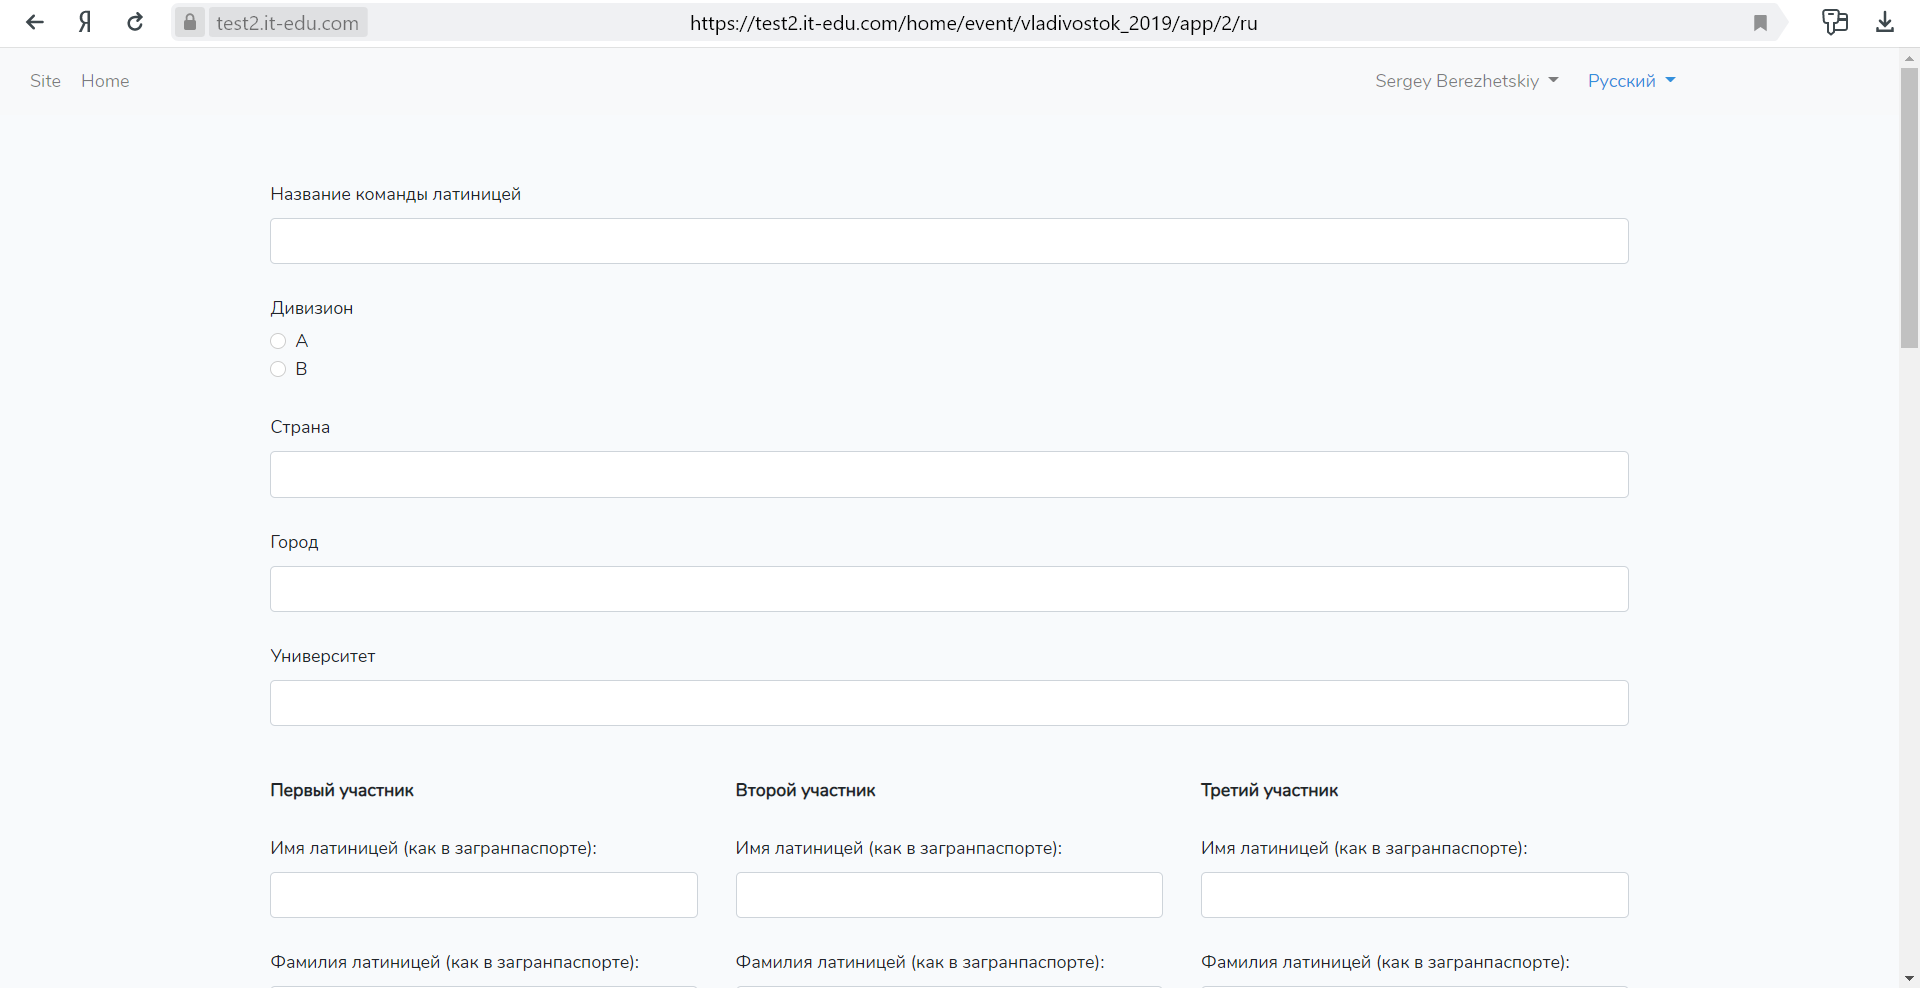 Я test2.it-edu.com https://test2.it-edu.com/home/event/vladivostok_2019/app/2/ru
Site Home Sergey Berezhetskiy Русский
Название команды латиницей
Дивизион
A
B
Страна
Город
Университет
Первый участник Второй участник Третий участник
Имя латиницей (как в загранпаспорте): Имя латиницей (как в загранпаспорте): Имя латиницей (как в загранпаспорте):
Фамилия латиницей (как в загранпаспорте): Фамилия латиницей (как в загранпаспорте): Фамилия латиницей (как в загранпаспорте):